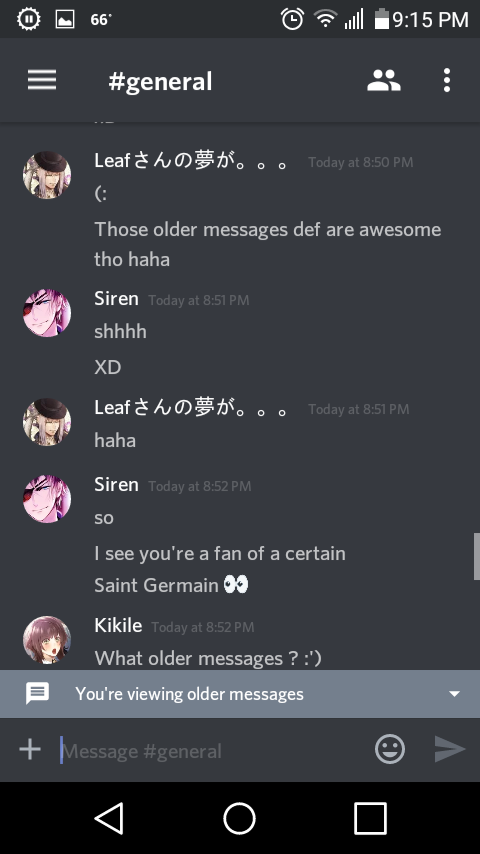 66°
9:15 PM
#general
Leafさんの夢が。。。 Today at 8:50 PM
(:
Those older messages def are awesome
tho haha
Siren Today at 8:51 PM
shhhh
XD
Leafさんの夢が。。。 Today at 8:51 PM
haha
Siren Today at 8:52 PM
so
I see you're a fan of a certain
Saint Germain 👀
Kikile Today at 8:52 PM
What older messages ? :')
You're viewing older messages
Message #general